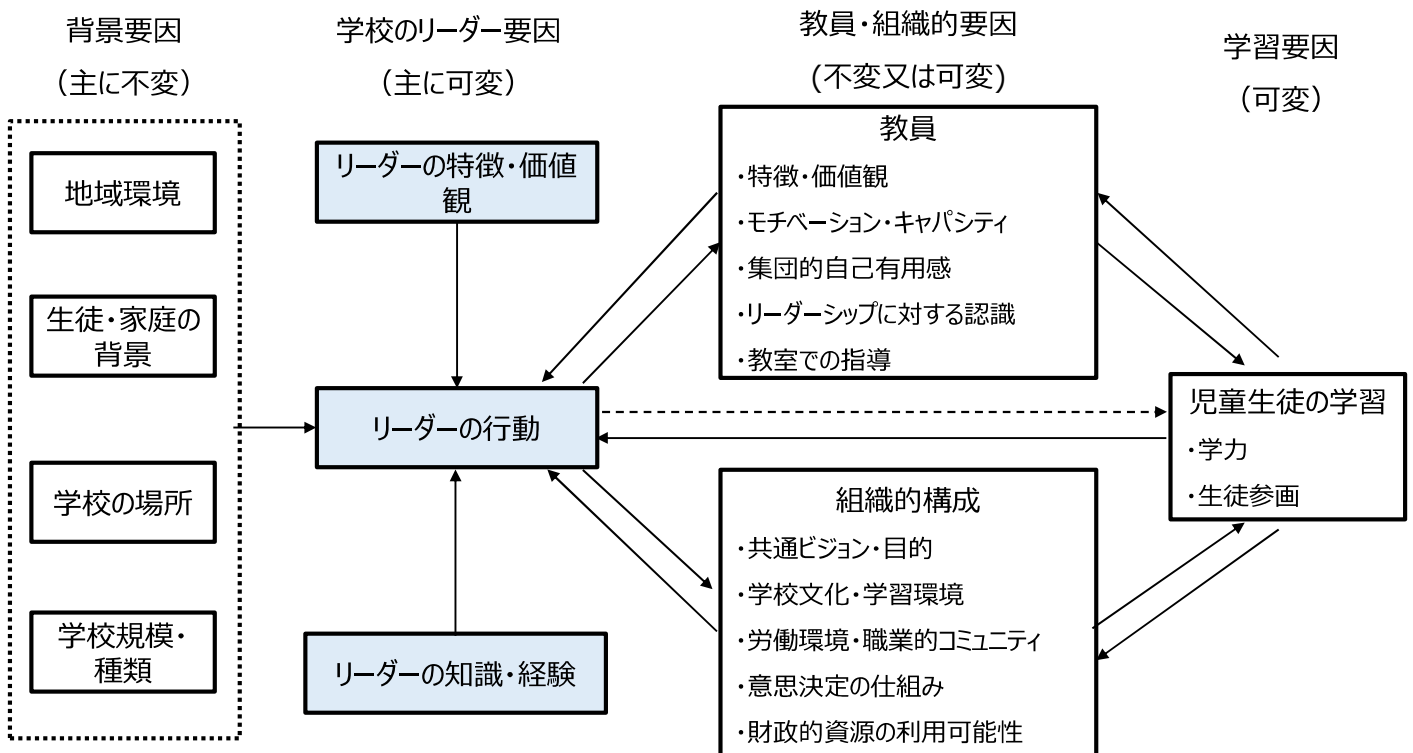 背景要因
（主に不変）
学校のリーダー要因
（主に可変）
教員・組織的要因
(不変又は可変)
学習要因
（可変）
地域環境
生徒・家庭の
背景
学校の場所
学校規模・
種類
リーダーの特徴・価値
観
リーダーの行動
リーダーの知識・経験
教員
・特徴・価値観
・モチベーション・キャパシティ
・集団的自己有用感
・リーダーシップに対する認識
・教室での指導
組織的構成
・共通ビジョン・目的
・学校文化・学習環境
・労働環境・職業的コミュニティ
・意思決定の仕組み
・財政的資源の利用可能性
児童生徒の学習
・学力
・生徒参画